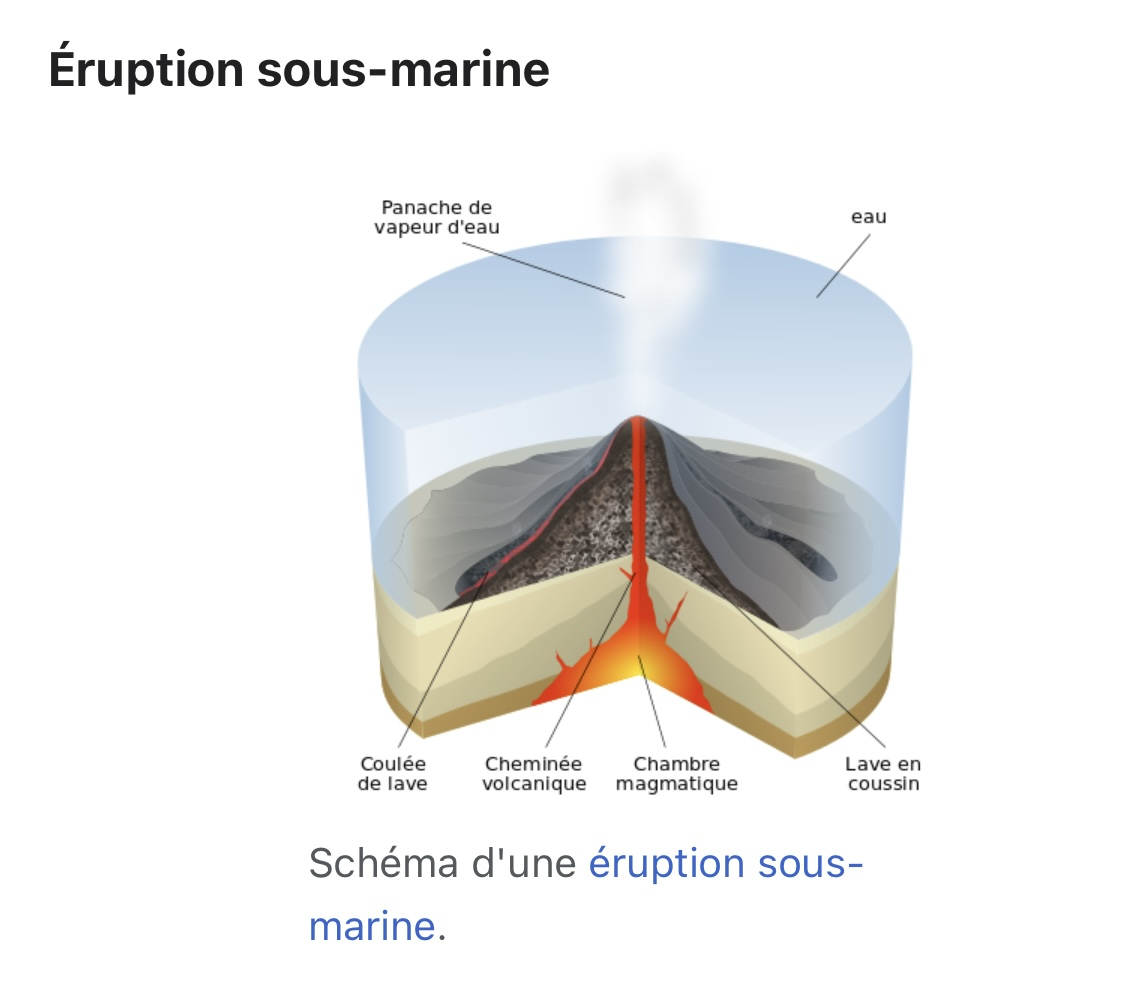 Éruption sous-marine
Panache de
vapeur d'eau
eau
Coulée
de lave
Cheminée
volcanique
Chambre
magmatique
Lave en
coussin
Schéma d'une éruption sous-
marine.